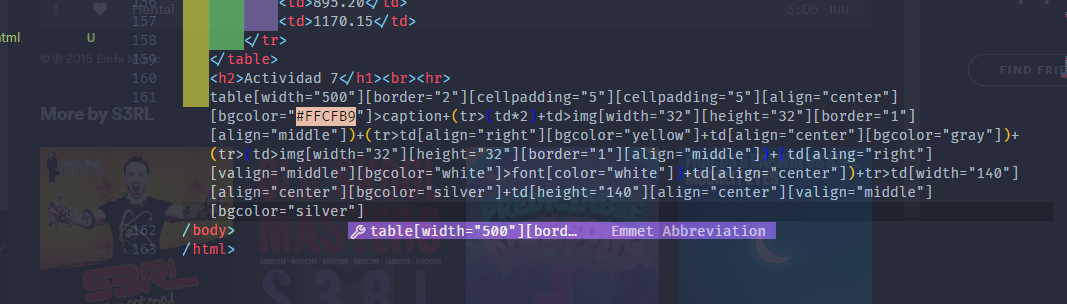 156 <td>895.20</td>
1 Hentai 3:06
157 <td>1170.15</td>
html U 158 </tr>
© ℗ 2015 Emfa Music 159 </table>
160 <h2>Actividad 7</h1><br><hr> FIND FRIE
161 table[width="500"][border="2"][cellpadding="5"][cellpadding="5"][align="center"]
More by S3RL [bgcolor="#FFCFB9"]>caption+(tr>(td*2)+td>img[width="32"][height="32"][border="1"]
[align="middle"])+(tr>td[align="right"][bgcolor="yellow"]+td[align="center"][bgcolor="gray"])+
(tr>(td>img[width="32"][height="32"][border="1"][align="middle"])+(td[aling="right"]
[valign="middle"][bgcolor="white"]>font[color="white"])+td[align="center"])+tr>td[width="140"]
[align="center"][bgcolor="silver"]+td[height="140"][align="center"][valign="middle"]
[bgcolor="silver"]
162 /body> table[width="500"][bord… Emmet Abbreviation
163 /html>
MASTERS
S3RL